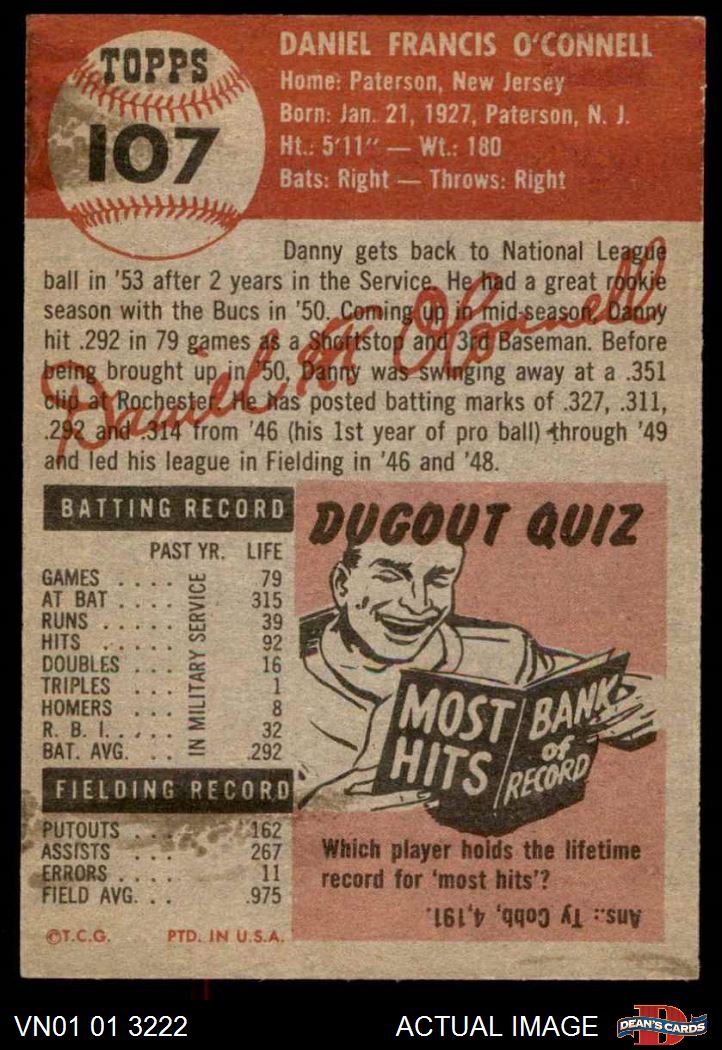 TOPPS
107
DANIEL FRANCIS O'CONNELL
Home: Paterson, New Jersey
Born: Jan. 21, 1927, Paterson, N. J.
Ht.: 5'11" — Wt.: 180
Bats: Right — Throws: Right
Danny gets back to National League
ball in '53 after 2 years in the Service. He had a great rookie
season with the Bucs in '50. Coming up in mid-season, Danny
hit .292 in 79 games as a Shortstop and 3rd Baseman. Before
being brought up in '50, Danny was swinging away at a .351
clip at Rochester. He has posted batting marks of .327, .311,
.292 and .314 from '46 (his 1st year of pro ball) through '49
and led his league in Fielding in '46 and '48.
Daniel F O'Connell
BATTING RECORD
PAST YR. LIFE
GAMES .... 79
AT BAT .... 315
RUNS ..... 39
HITS ..... 92
DOUBLES ... 16
TRIPLES ... 1
HOMERS ... 8
R. B. I..... 32
BAT. AVG. .. .292
IN MILITARY SERVICE
FIELDING RECORD
PUTOUTS ... 162
ASSISTS ... 267
ERRORS .... 11
FIELD AVG. .. .975
©T.C.G. PTD. IN U.S.A.
DUGOUT QUIZ
MOST HITS
BANK of RECORD
Which player holds the lifetime
record for 'most hits'?
Ans.: Ty Cobb, 4,191.
VN01 01 3222
ACTUAL IMAGE
D
DEAN'S CARDS